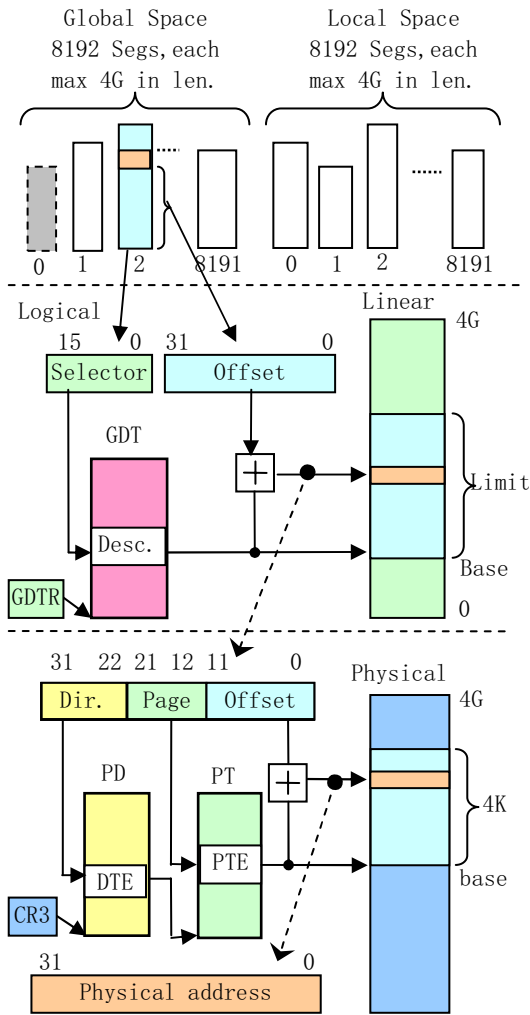 Global Space
8192 Segs,each
max 4G in len.
Local Space
8192 Segs,each
max 4G in len.
0 1 2 8191
0 1 2 8191
Logical
Linear
15 0 31 0
4G
Selector
Offset
GDT
Limit
Desc.
Base
GDTR
0
31 22 21 12 11 0
Physical
4G
Dir. Page Offset
PD
PT
4K
PTE
DTE
base
CR3
31 0
Physical address